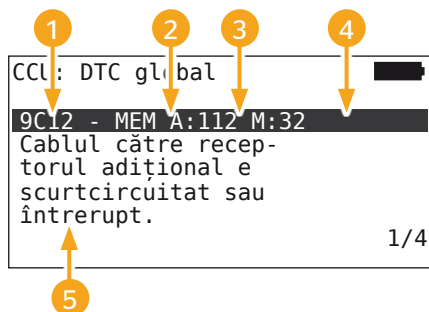 1 2 3 4
CCU: DTC global
9C12 - MEM A:112 M:32
Cablul către recep-
torul adițional e
scurtcircuitat sau
întrerupt.
1/4
5